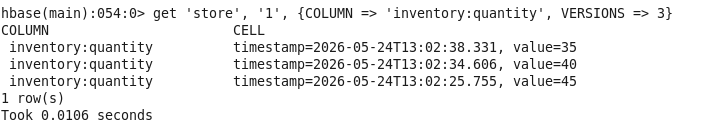 hbase(main):054:0> get 'store', '1', {COLUMN => 'inventory:quantity', VERSIONS => 3}
COLUMN                      CELL
 inventory:quantity         timestamp=2026-05-24T13:02:38.331, value=35
 inventory:quantity         timestamp=2026-05-24T13:02:34.606, value=40
 inventory:quantity         timestamp=2026-05-24T13:02:25.755, value=45
1 row(s)
Took 0.0106 seconds